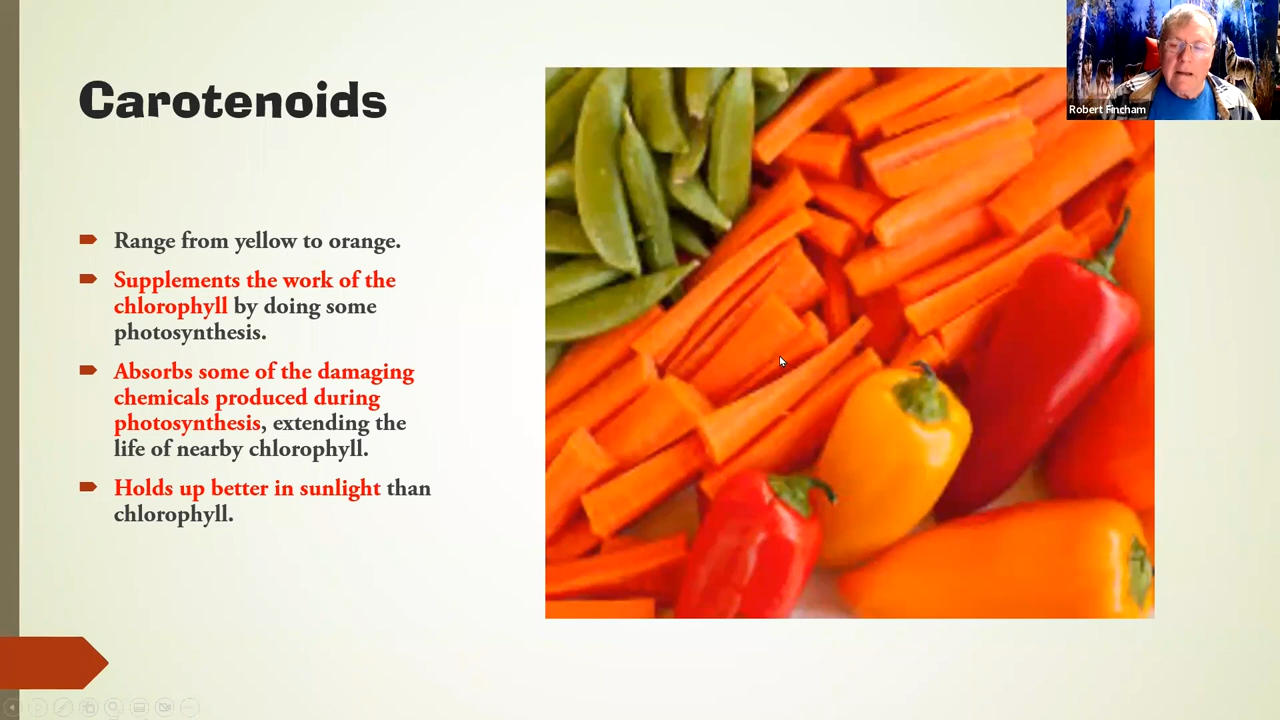 Carotenoids
Robert Fincham
Range from yellow to orange.
Supplements the work of the
chlorophyll by doing some
photosynthesis.
Absorbs some of the damaging
chemicals produced during
photosynthesis, extending the
life of nearby chlorophyll.
Holds up better in sunlight than
chlorophyll.